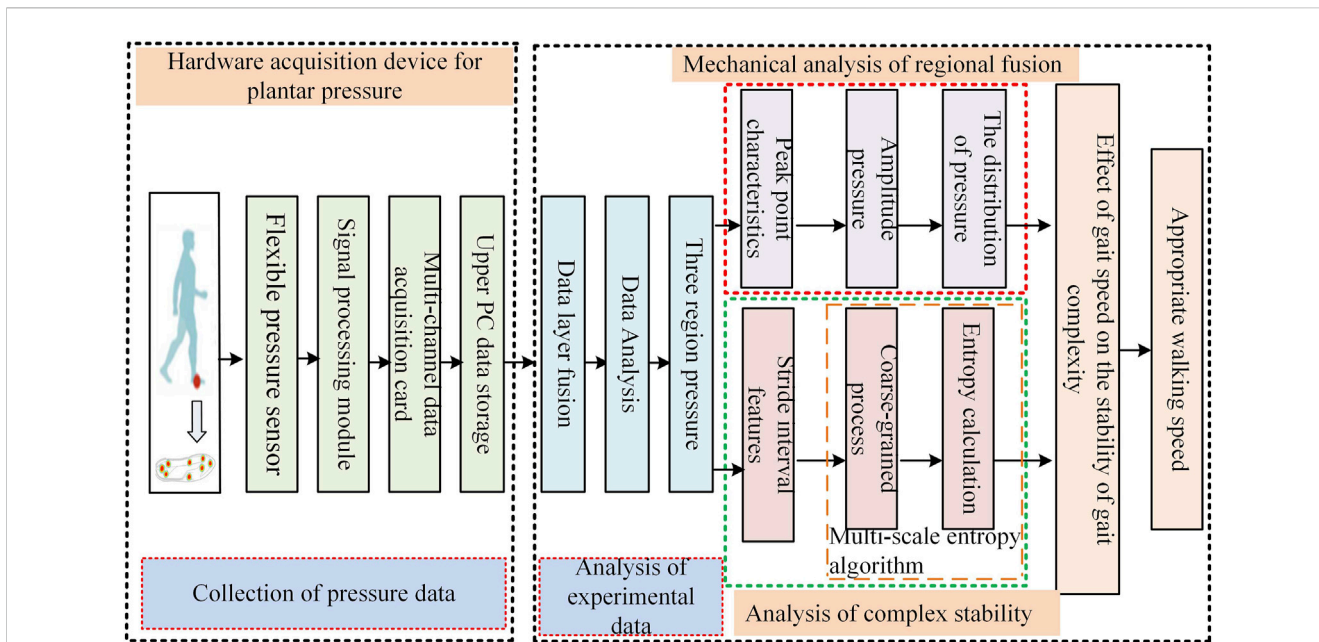 Hardware acquisition device for
plantar pressure
Flexible pressure sensor
Signal processing module
Multi-channel data
acquisition card
Upper PC data storage
Collection of pressure data
Data layer fusion
Data Analysis
Three region pressure
Analysis of
experimental
data
Mechanical analysis of regional fusion
Peak point
characteristics
Amplitude
pressure
The distribution
of pressure
Stride interval
features
Coarse-grained
process
Entropy calculation
Multi-scale entropy
algorithm
Analysis of complex stability
Effect of gait speed on the stability of gait
complexity
Appropriate walking speed